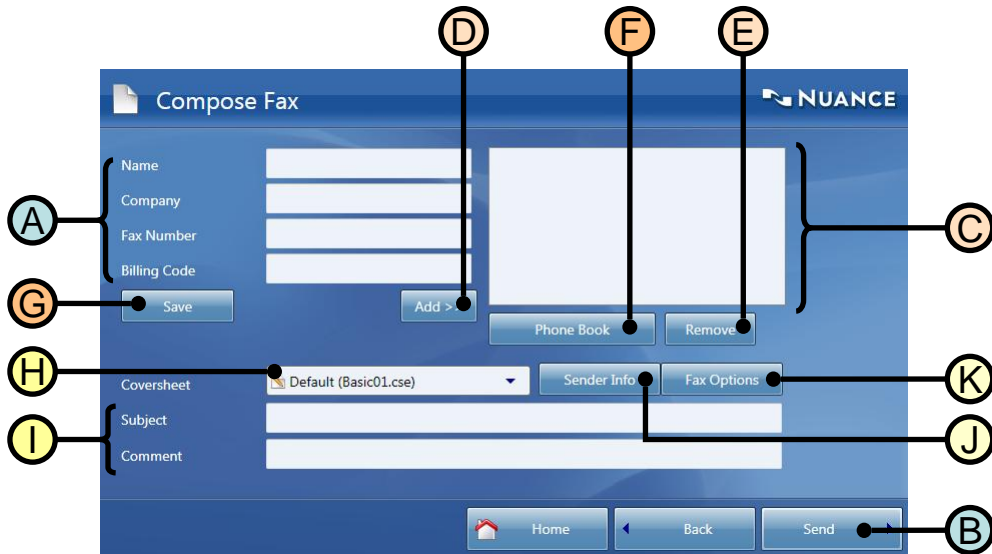 D F E
Compose Fax NUANCE
Name
Company
A Fax Number C
Billing Code
G Save Add >>
Phone Book Remove
H Coversheet Default (Basic01.cse) Sender Info Fax Options K
I Subject J
Comment
Home Back Send B